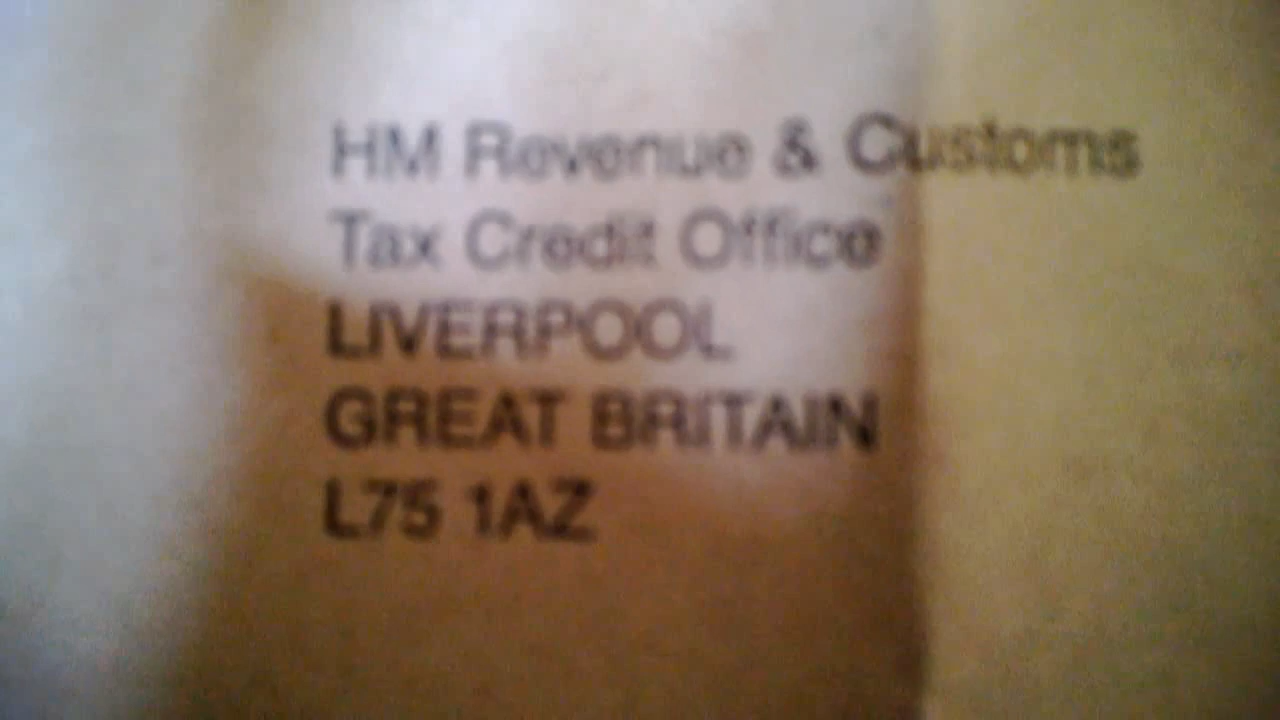 HM Revenue & Customs
Tax Credit Office
LIVERPOOL
GREAT BRITAIN
L75 1AZ